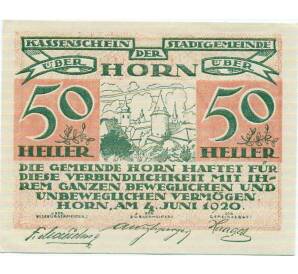 KASSENSCHEIN DER STADTGEMEINDE
ÜBER HORN ÜBER
50 50
HELLER HELLER
DIE GEMEINDE HORN HAFTET FÜR
DIESE VERBINDLICHKEIT MIT IH-
REM GANZEN BEWEGLICHEN UND
UNBEWEGLICHEN VERMÖGEN
HORN, AM 4. JUNI 1920.